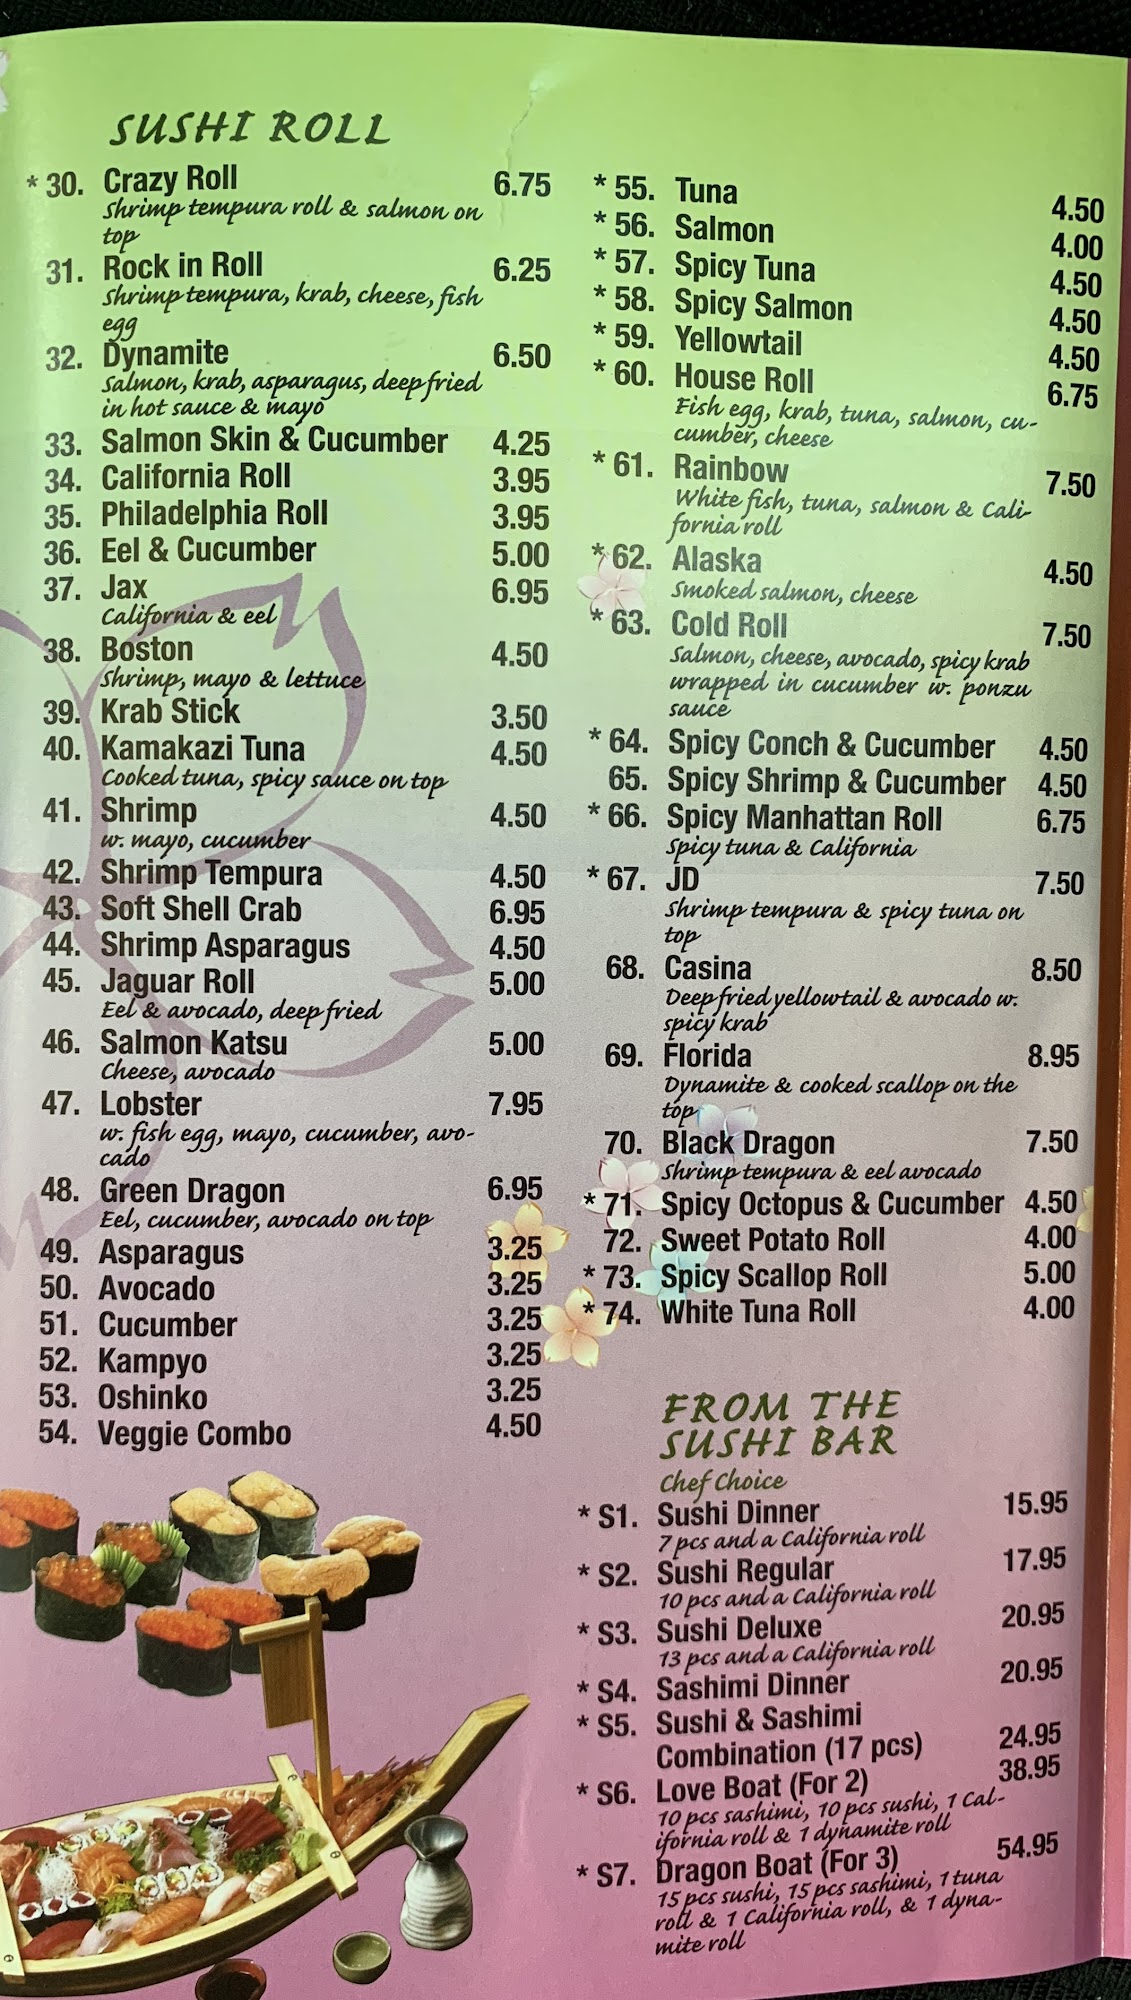 SUSHI ROLL
* 30. Crazy Roll 6.75
Shrimp tempura roll & salmon on
top
31. Rock in Roll 6.25
Shrimp tempura, krab, cheese, fish
egg
32. Dynamite 6.50
Salmon, krab, asparagus, deep fried
in hot sauce & mayo
33. Salmon Skin & Cucumber 4.25
34. California Roll 3.95
35. Philadelphia Roll 3.95
36. Eel & Cucumber 5.00
37. Jax 6.95
California & eel
38. Boston 4.50
Shrimp, mayo & lettuce
39. Krab Stick 3.50
40. Kamakazi Tuna 4.50
Cooked tuna, spicy sauce on top
41. Shrimp 4.50
w. mayo, cucumber
42. Shrimp Tempura 4.50
43. Soft Shell Crab 6.95
44. Shrimp Asparagus 4.50
45. Jaguar Roll 5.00
Eel & avocado, deep fried
46. Salmon Katsu 5.00
Cheese, avocado
47. Lobster 7.95
w. fish egg, mayo, cucumber, avo-
cado
48. Green Dragon 6.95
Eel, cucumber, avocado on top
49. Asparagus 3.25
50. Avocado 3.25
51. Cucumber 3.25
52. Kampyo 3.25
53. Oshinko 3.25
54. Veggie Combo 4.50
* 55. Tuna 4.50
* 56. Salmon 4.00
* 57. Spicy Tuna 4.50
* 58. Spicy Salmon 4.50
* 59. Yellowtail 4.50
* 60. House Roll 6.75
Fish egg, krab, tuna, salmon, cu-
cumber, cheese
* 61. Rainbow 7.50
White fish, tuna, salmon & Cali-
fornia roll
* 62. Alaska 4.50
Smoked salmon, cheese
* 63. Cold Roll 7.50
Salmon, cheese, avocado, spicy krab
wrapped in cucumber w. ponzu
sauce
* 64. Spicy Conch & Cucumber 4.50
65. Spicy Shrimp & Cucumber 4.50
* 66. Spicy Manhattan Roll 6.75
Spicy tuna & California
* 67. JD 7.50
Shrimp tempura & spicy tuna on
top
68. Casina 8.50
Deep fried yellowtail & avocado w.
spicy krab
69. Florida 8.95
Dynamite & cooked scallop on the
top
70. Black Dragon 7.50
Shrimp tempura & eel avocado
* 71. Spicy Octopus & Cucumber 4.50
72. Sweet Potato Roll 4.00
* 73. Spicy Scallop Roll 5.00
* 74. White Tuna Roll 4.00
FROM THE
SUSHI BAR
Chef Choice
* S1. Sushi Dinner 15.95
7 pcs and a California roll
* S2. Sushi Regular 17.95
10 pcs and a California roll
* S3. Sushi Deluxe 20.95
13 pcs and a California roll
* S4. Sashimi Dinner 20.95
* S5. Sushi & Sashimi
Combination (17 pcs) 24.95
* S6. Love Boat (For 2) 38.95
10 pcs sashimi, 10 pcs sushi, 1 Cal-
ifornia roll & 1 dynamite roll
* S7. Dragon Boat (For 3) 54.95
15 pcs sushi, 15 pcs sashimi, 1 tuna
roll & 1 California roll, & 1 dyna-
mite roll